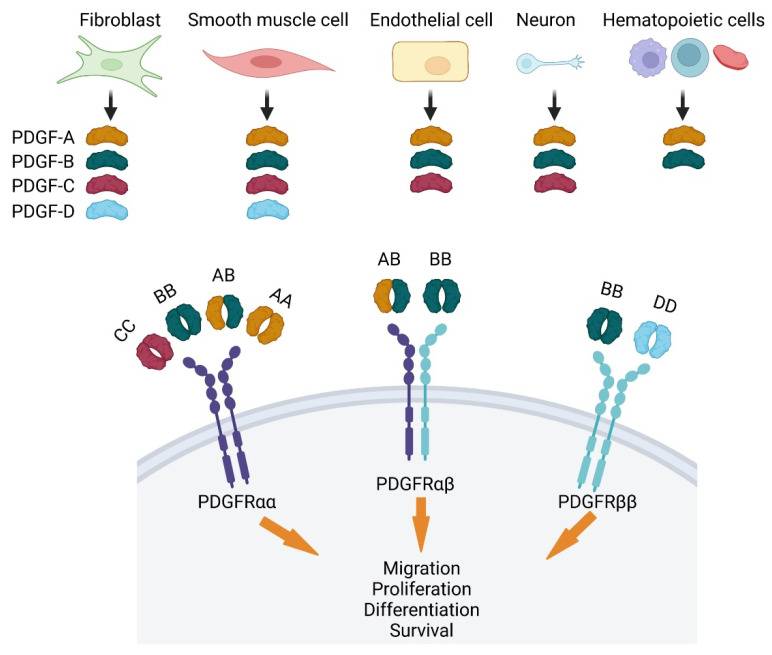 Fibroblast
Smooth muscle cell
Endothelial cell
Neuron
Hematopoietic cells
PDGF-A
PDGF-B
PDGF-C
PDGF-D
CC
BB
AB
AA
AB
BB
BB
DD
PDGFRαα
PDGFRαβ
PDGFRββ
Migration
Proliferation
Differentiation
Survival